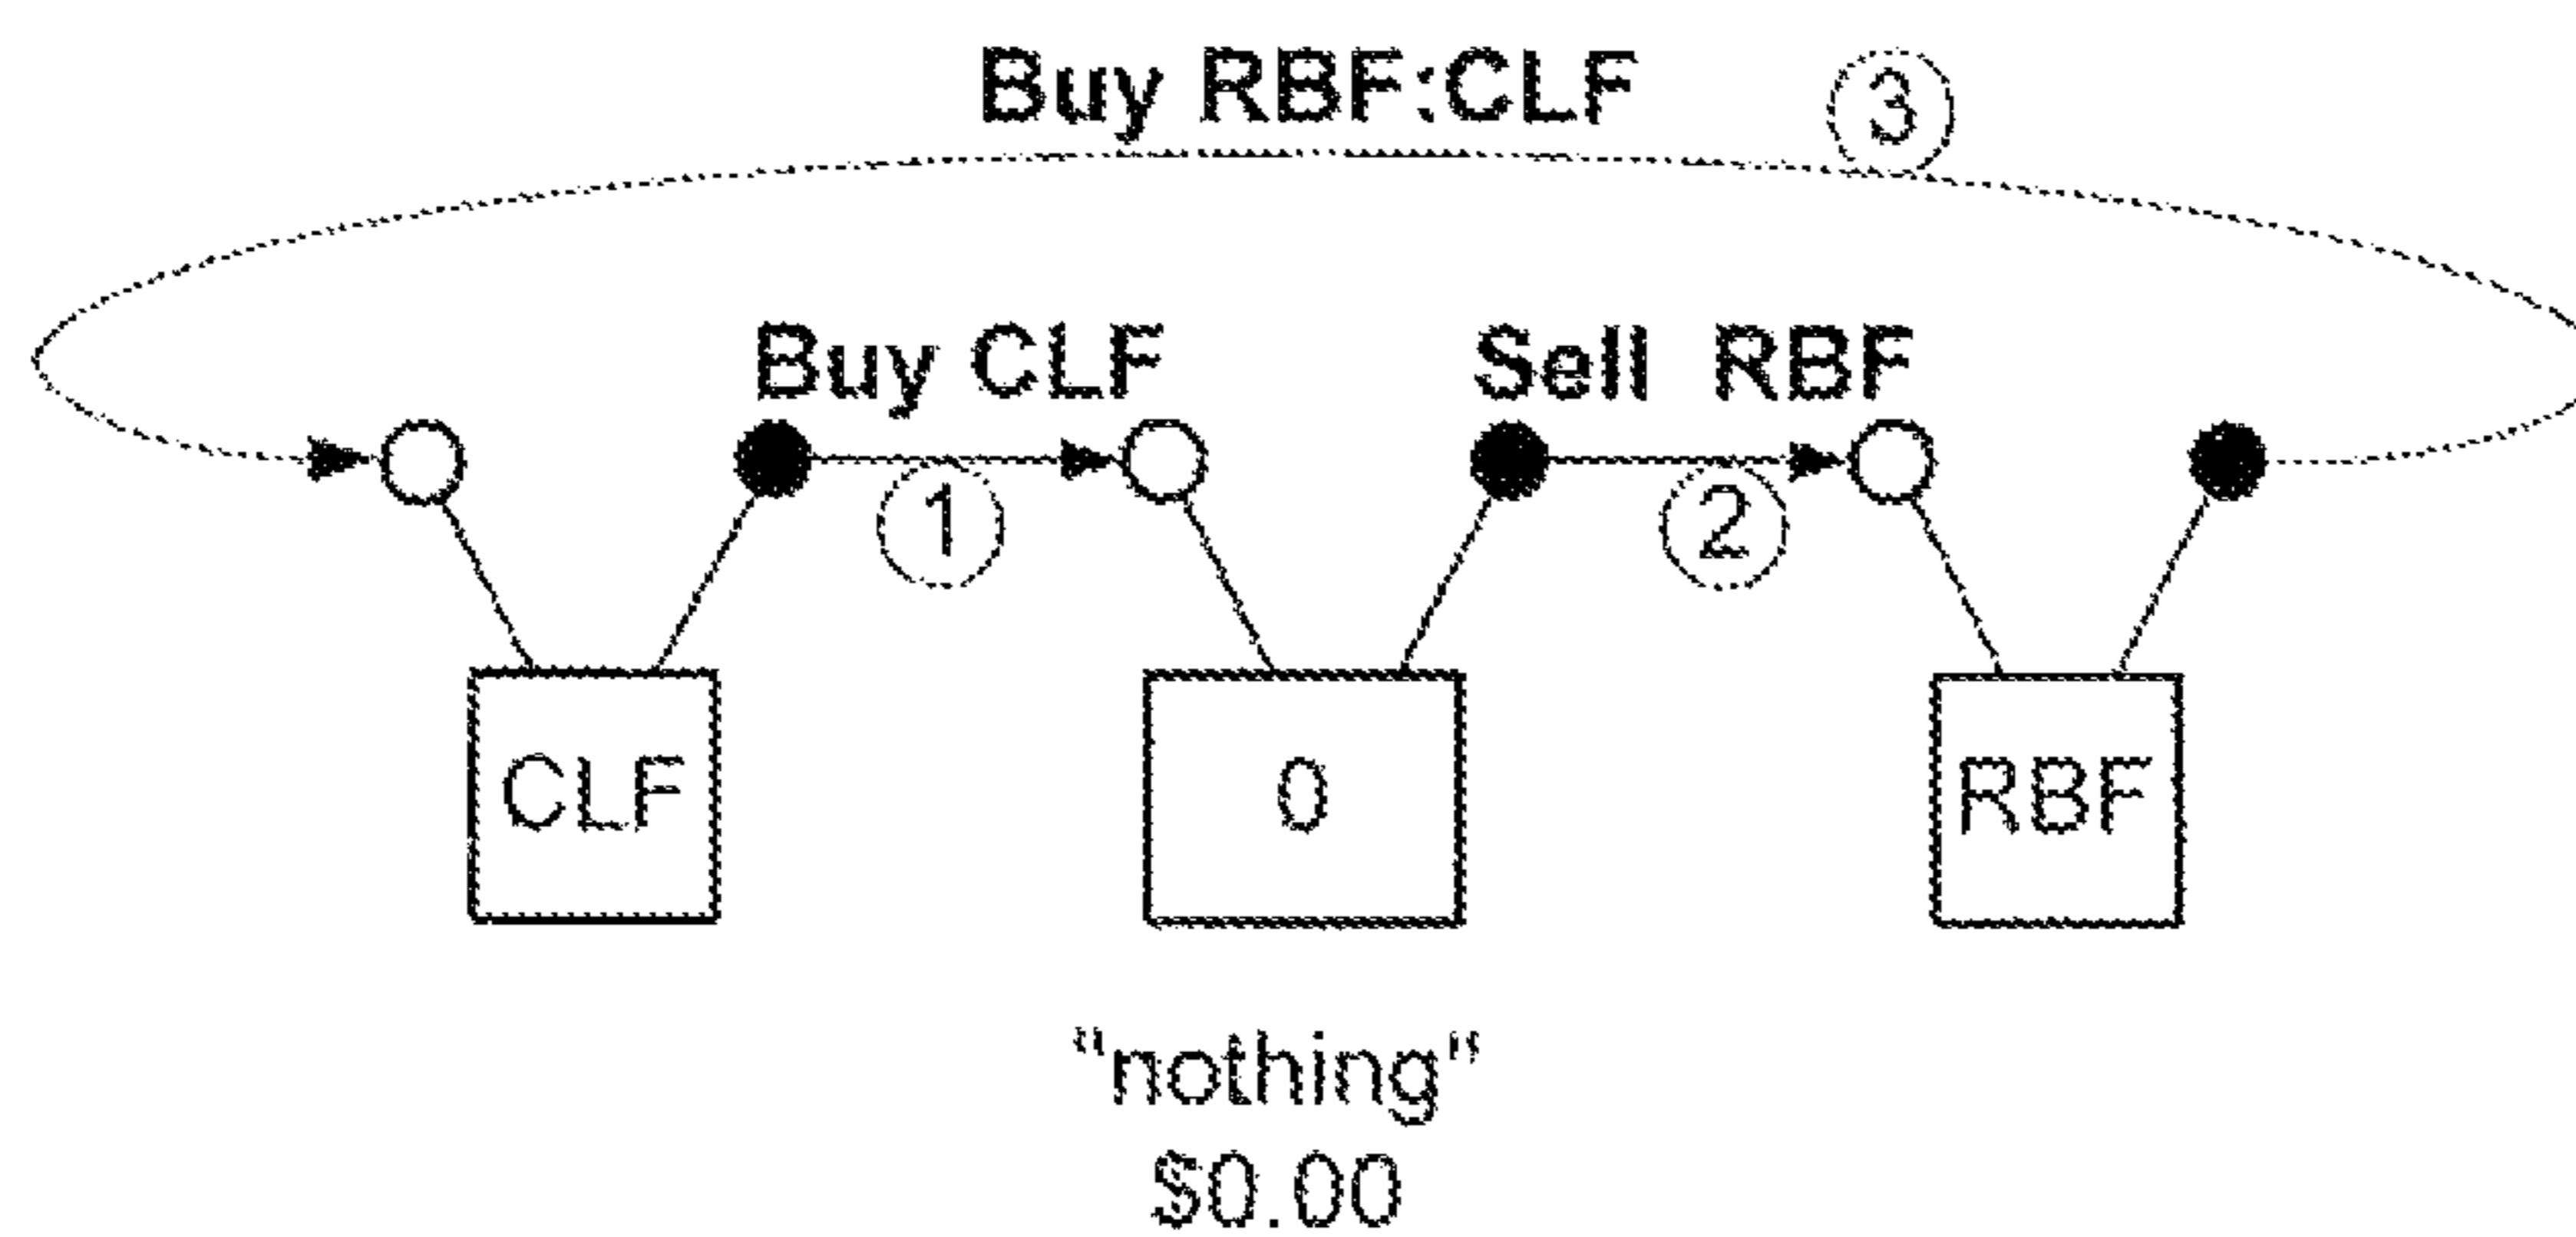 Buy RBF:CLF 3
Buy CLF Sell RBF
1 2
CLF 0 RBF
"nothing"
$0.00